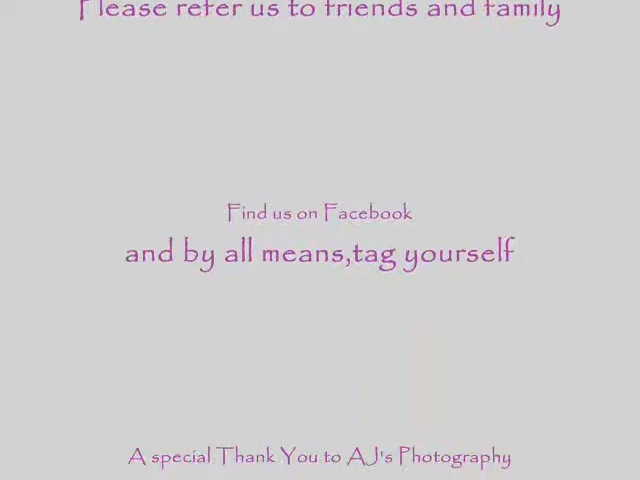 Please refer us to friends and family
Find us on Facebook
and by all means,tag yourself
A special Thank You to AJ's Photography